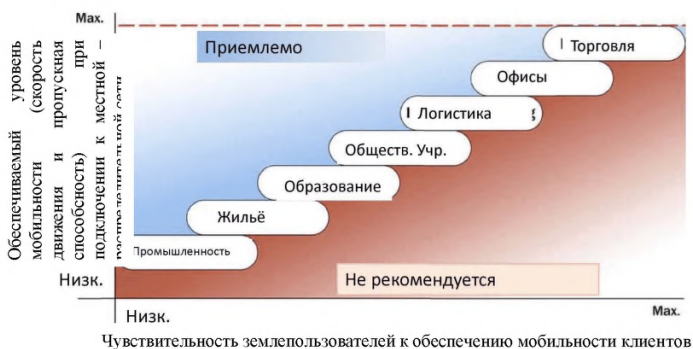 Max.
Приемлемо
Торговля
Офисы
Логистика
Обществ. Учр.
Образование
Жильё
Промышленность
Не рекомендуется
Низк.
Низк.
Max.
Обеспечиваемый уровень
мобильности (скорость
движения и пропускная
способсность) при
подключении к местной –
Чувствительность землепользователей к обеспечению мобильности клиентов